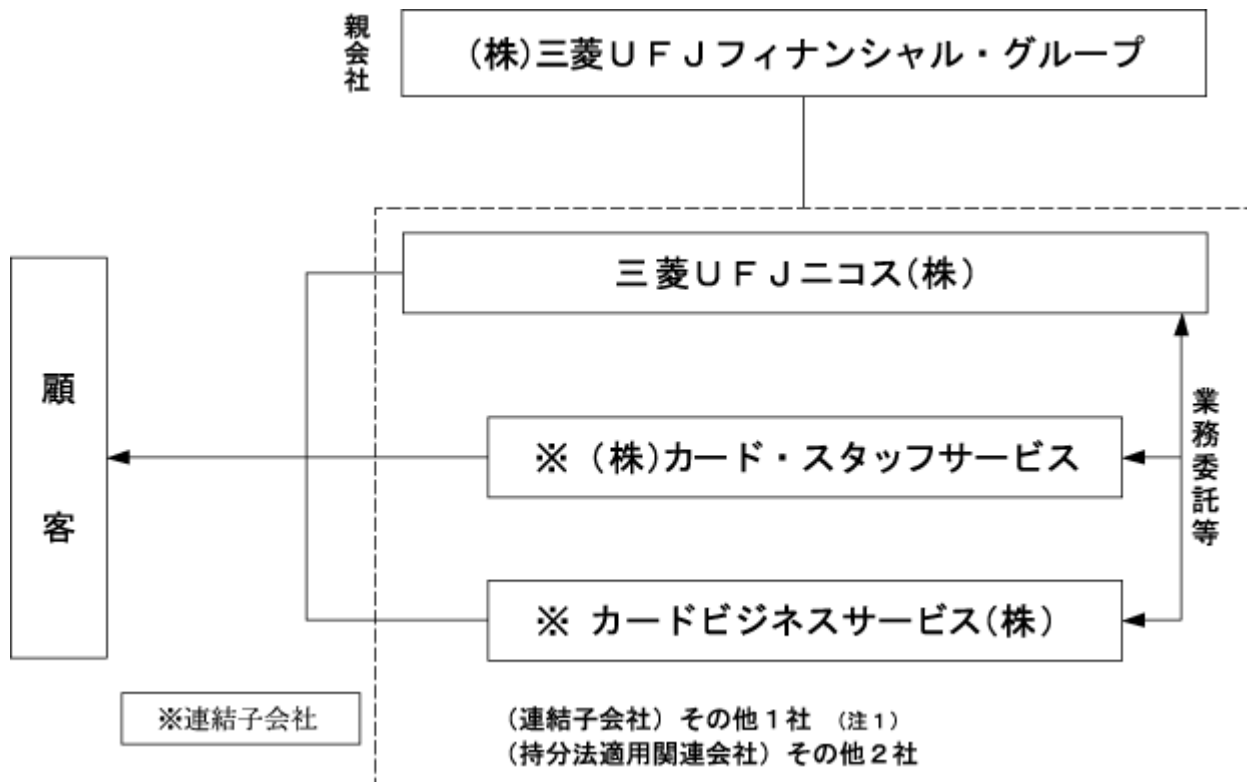 親会社
(株)三菱UFJフィナンシャル・グループ
三菱UFJニコス(株)
顧客
業務委託等
※ (株)カード・スタッフサービス
※ カードビジネスサービス(株)
※連結子会社
(連結子会社) その他1社 (注1)
(持分法適用関連会社) その他2社